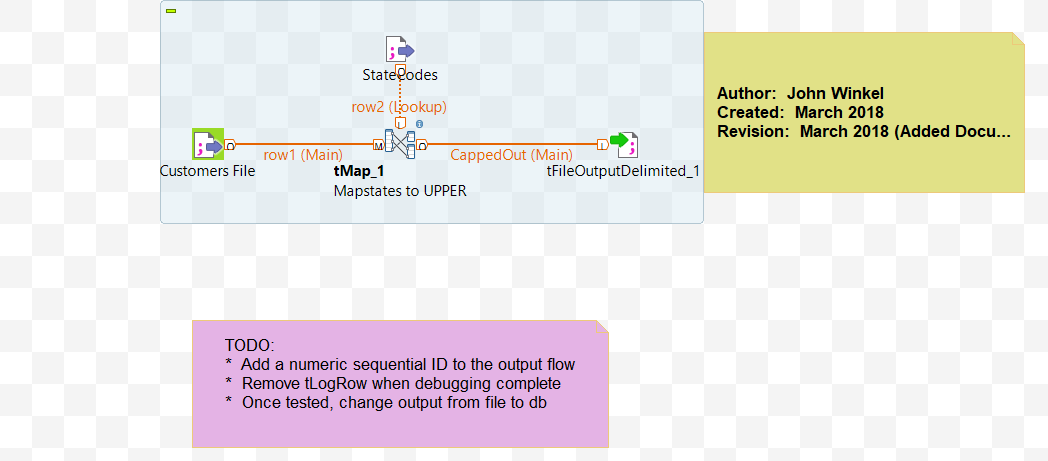 StateCodes
row2 (Lookup)
row1 (Main)
CappedOut (Main)
Customers File
tMap_1
Mapstates to UPPER
tFileOutputDelimited_1
Author:  John Winkel
Created:  March 2018
Revision:  March 2018 (Added Docu...
TODO:
*  Add a numeric sequential ID to the output flow
*  Remove tLogRow when debugging complete
*  Once tested, change output from file to db